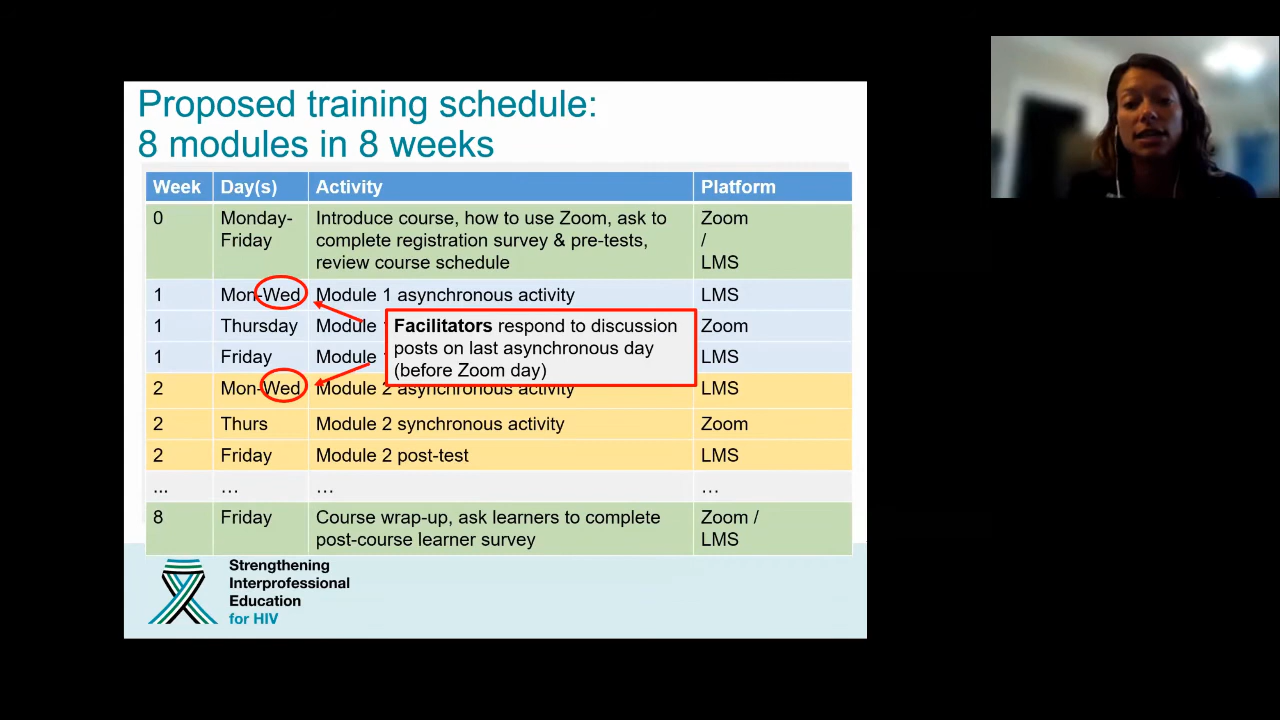 Proposed training schedule:
8 modules in 8 weeks
Week Day(s) Activity Platform
0 Monday- Introduce course, how to use Zoom, ask to Zoom
Friday complete registration survey & pre-tests, /
review course schedule LMS
1 Mon-Wed Module 1 asynchronous activity LMS
1 Thursday Module Zoom
1 Friday Module LMS
Facilitators respond to discussion
posts on last asynchronous day
(before Zoom day)
2 Mon-Wed Module 2 asynchronous activity LMS
2 Thurs Module 2 synchronous activity Zoom
2 Friday Module 2 post-test LMS
... … … …
8 Friday Course wrap-up, ask learners to complete Zoom /
post-course learner survey LMS
Strengthening
Interprofessional
Education
for HIV